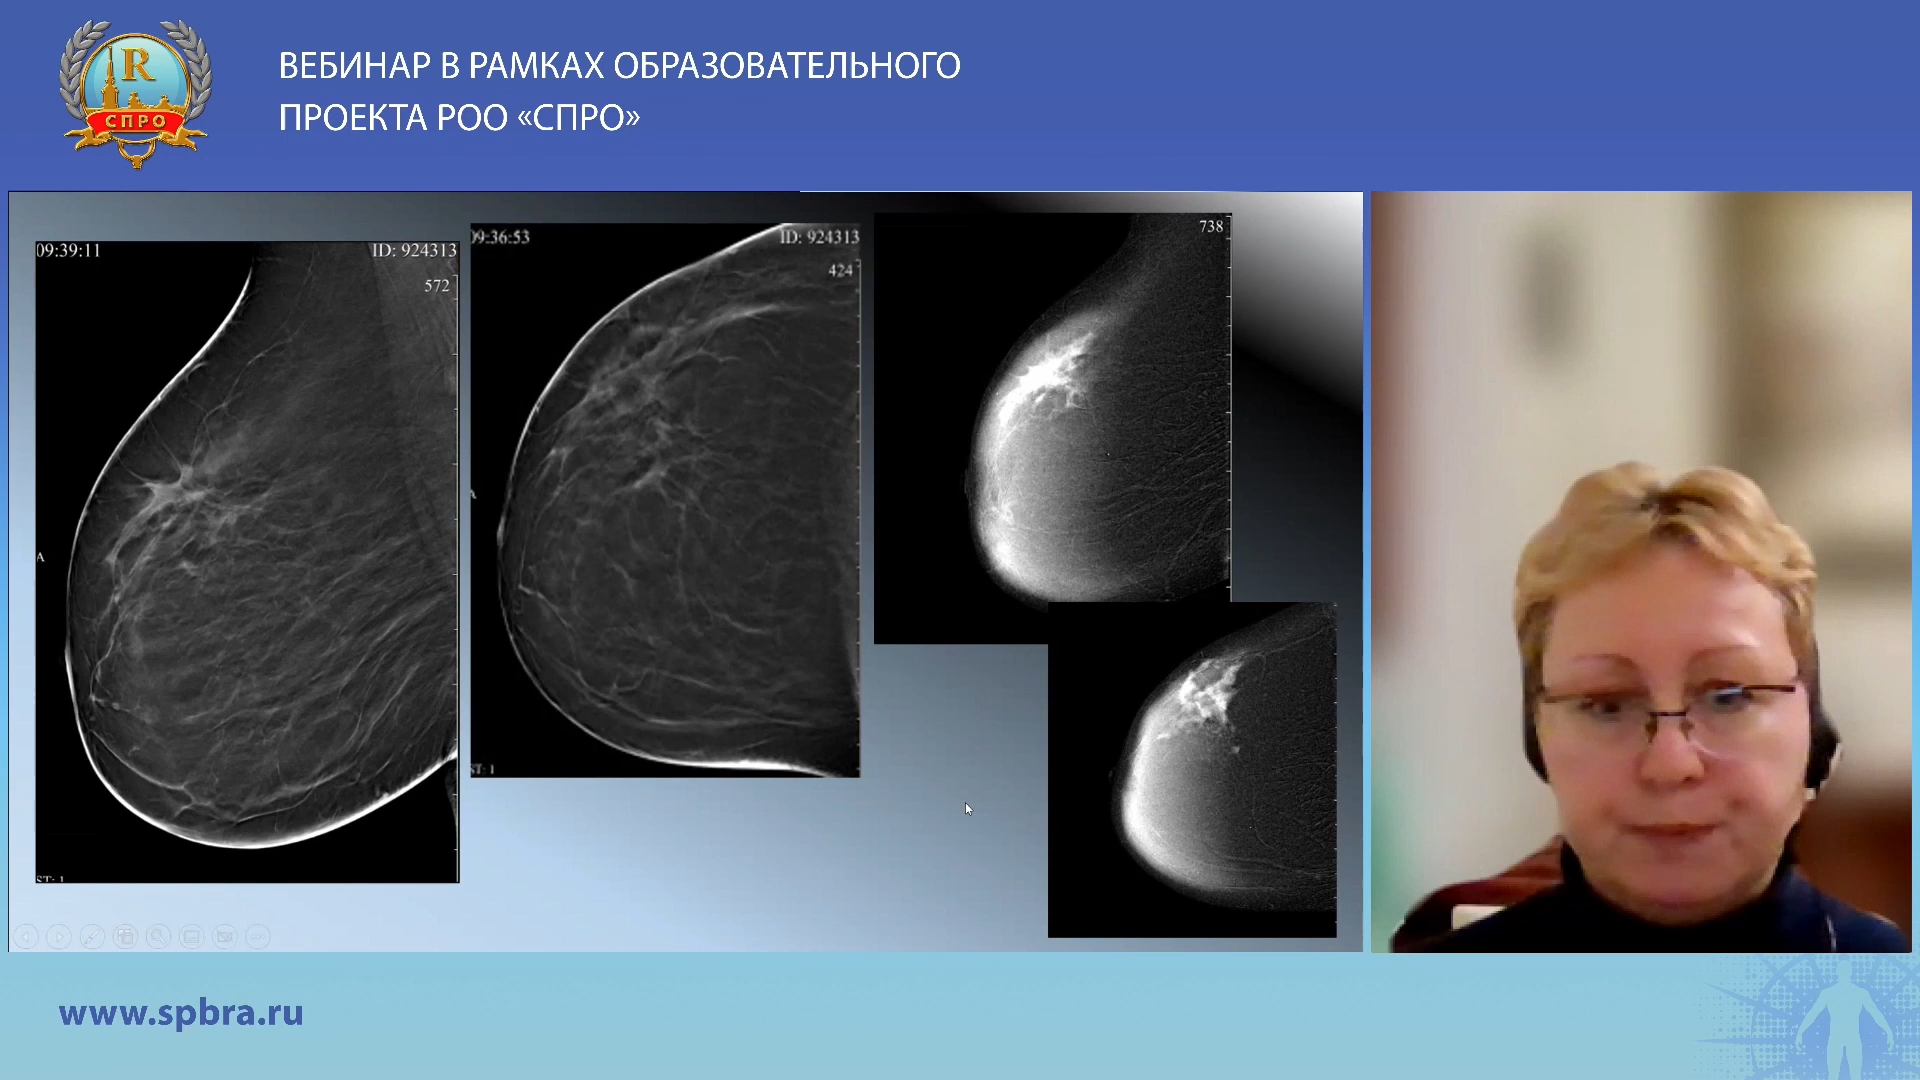 R
СПРО
ВЕБИНАР В РАМКАХ ОБРАЗОВАТЕЛЬНОГО
ПРОЕКТА РОО «СПРО»
09:39:11
ID: 924313
572
A
ST: 1
09:36:53
ID: 924313
424
A
ST: 1
738
www.spbra.ru